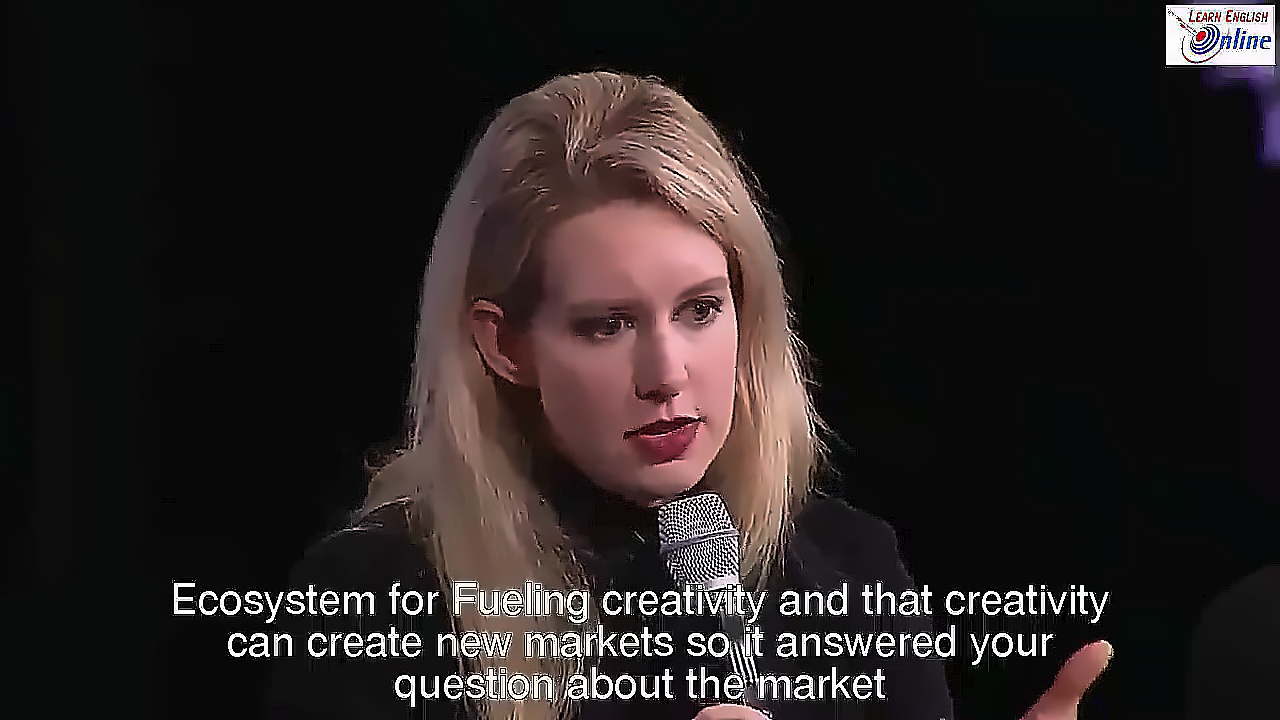 LEARN ENGLISH
Online
Ecosystem for Fueling creativity and that creativity
can create new markets so it answered your
question about the market